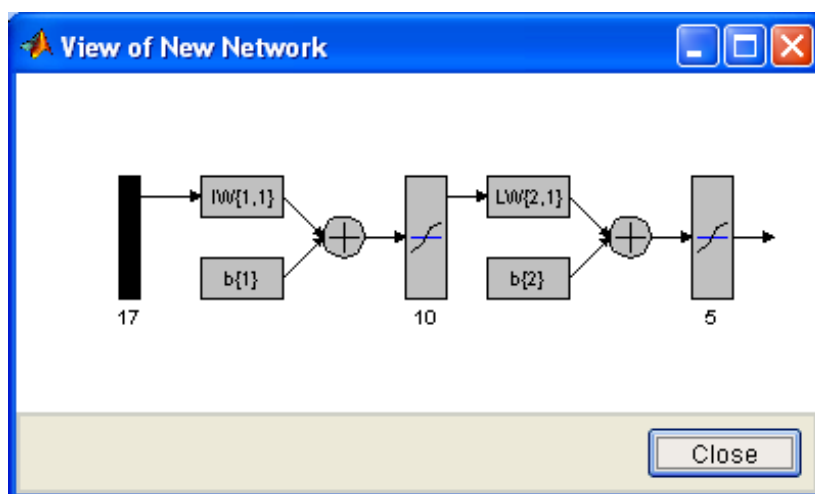 View of New Network
IW{1,1}
LW{2,1}
b{1}
b{2}
17
10
5
Close